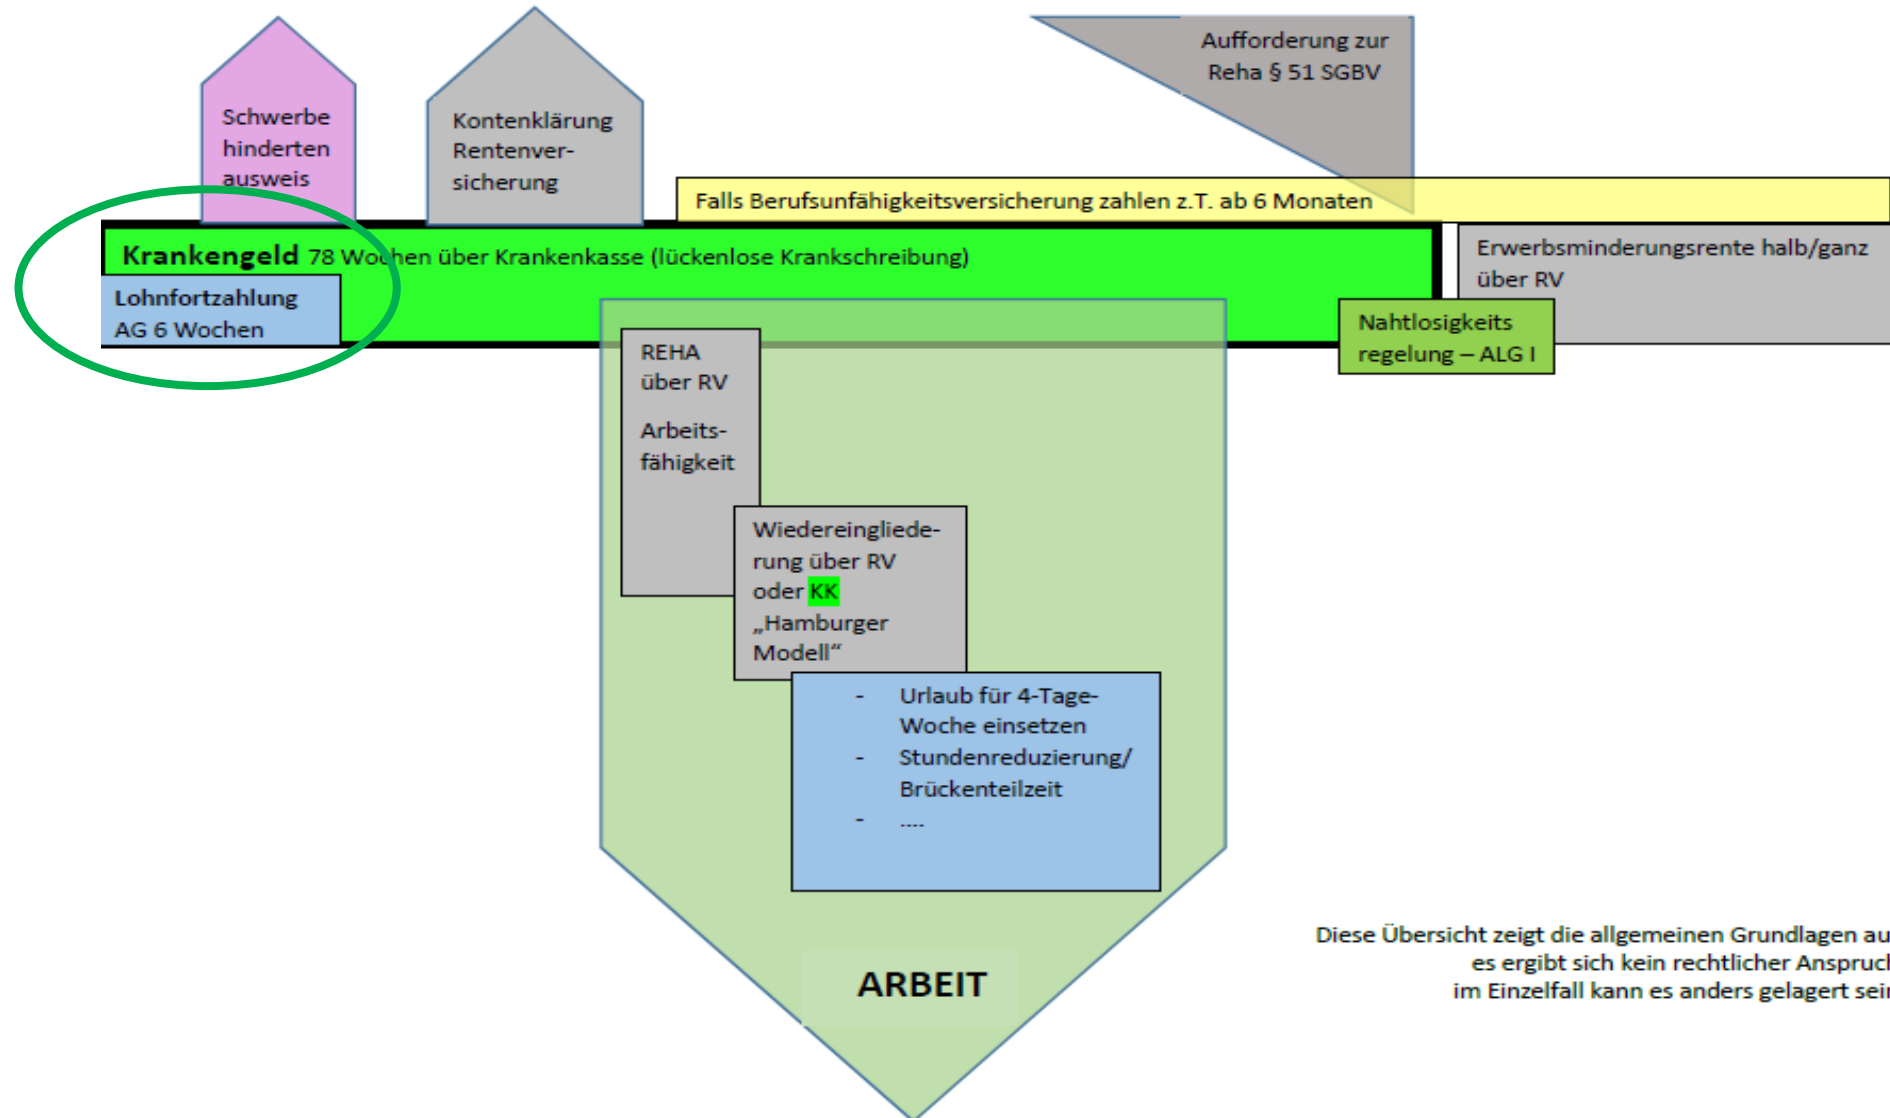 Schwerbe
hinderten
ausweis
Kontenklärung
Rentenver-
sicherung
Aufforderung zur
Reha § 51 SGBV
Falls Berufsunfähigkeitsversicherung zahlen z.T. ab 6 Monaten
Krankengeld 78 Wochen über Krankenkasse (lückenlose Krankschreibung)
Lohnfortzahlung
AG 6 Wochen
Erwerbsminderungsrente halb/ganz
über RV
Nahtlosigkeits
regelung – ALG I
REHA
über RV
Arbeits-
fähigkeit
Wiedereingliede-
rung über RV
oder KK
„Hamburger
Modell“
- Urlaub für 4-Tage-
Woche einsetzen
- Stundenreduzierung/
Brückenteilzeit
- ....
ARBEIT
Diese Übersicht zeigt die allgemeinen Grundlagen au
es ergibt sich kein rechtlicher Anspruch
im Einzelfall kann es anders gelagert sein